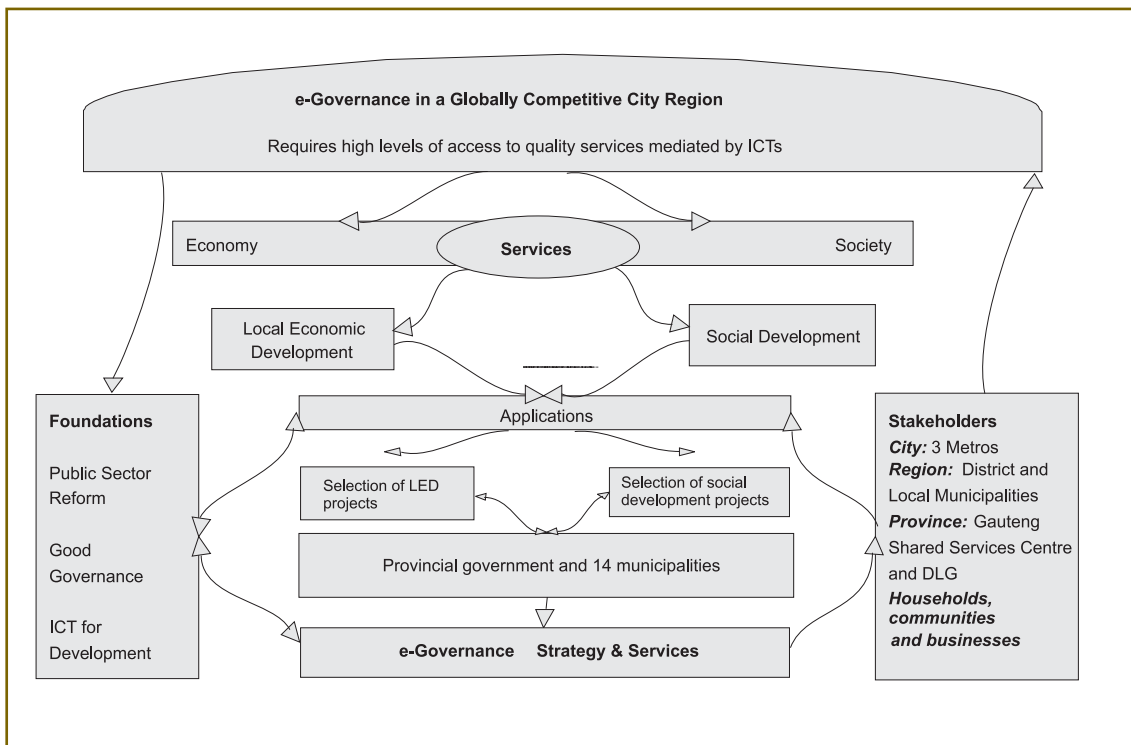 e-Governance in a Globally Competitive City Region
Requires high levels of access to quality services mediated by ICTs
Economy
Services
Society
Local Economic
Development
Social Development
Foundations
Public Sector
Reform
Good
Governance
ICT for
Development
Applications
Selection of LED
projects
Selection of social
development projects
Provincial government and 14 municipalities
e-Governance Strategy & Services
Stakeholders
City: 3 Metros
Region: District and
Local Municipalities
Province: Gauteng
Shared Services Centre
and DLG
Households,
communities
and businesses